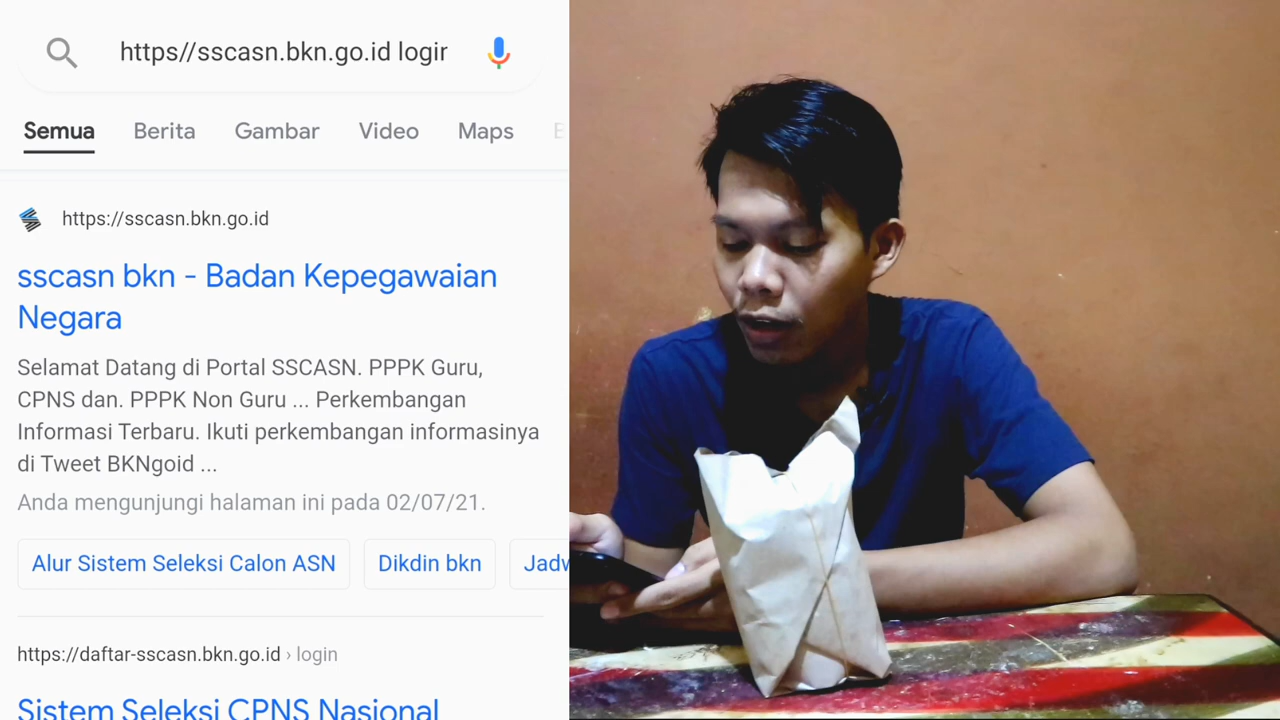 https//sscasn.bkn.go.id logir
Semua Berita Gambar Video Maps
https://sscasn.bkn.go.id
sscasn bkn - Badan Kepegawaian
Negara
Selamat Datang di Portal SSCASN. PPPK Guru,
CPNS dan. PPPK Non Guru ... Perkembangan
Informasi Terbaru. Ikuti perkembangan informasinya
di Tweet BKNgoid ...
Anda mengunjungi halaman ini pada 02/07/21.
Alur Sistem Seleksi Calon ASN Dikdin bkn Jadw
https://daftar-sscasn.bkn.go.id › login
Sistem Seleksi CPNS Nasional